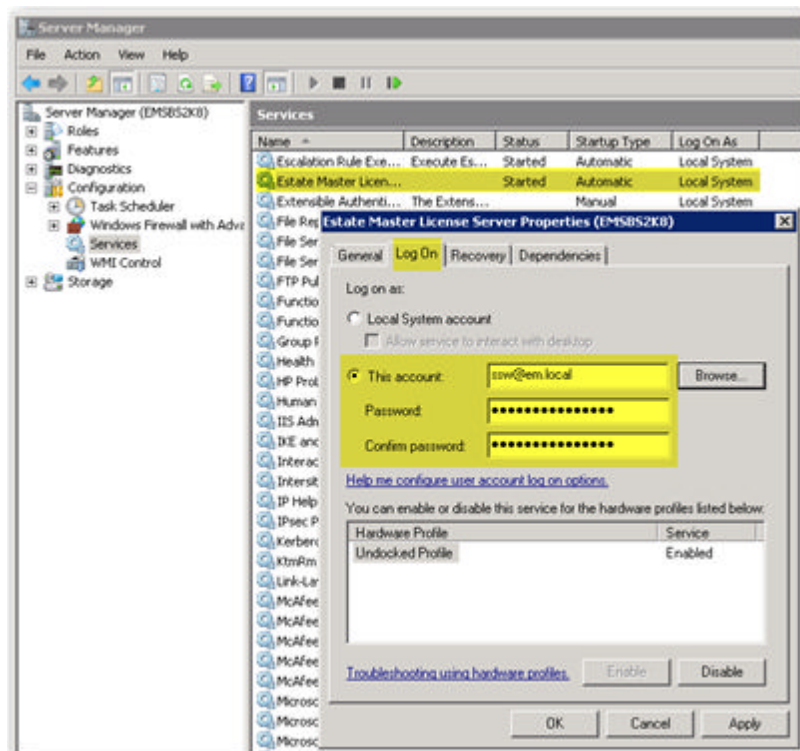 Server Manager
File Action View Help
Server Manager (EMSBS2K8)
Roles
Features
Diagnostics
Configuration
Task Scheduler
Windows Firewall with Adva
Services
WMI Control
Storage
Services
Name Description Status Startup Type Log On As
Escalation Rule Exe... Execute Es... Started Automatic Local System
Estate Master Licen... Started Automatic Local System
Extensible Authenti... The Extens... Manual Local System
File Rep
File Ser
File Ser
FTP Pul
Functio
Functio
Group P
Health
HP Prob
Human
IIS Adn
IKE and
Interac
Intersit
IP Help
IPsec P
Kerbero
KtmRm
Link-La
McAfee
McAfee
McAfee
McAfee
McAfee
Microsc
Microsc
Microsc
Estate Master License Server Properties (EMSBS2K8)
General Log On Recovery Dependencies
Log on as:
Local System account
Allow service to interact with desktop
This account: ssw@em.local Browse...
Password: •••••••••••••••
Confirm password: •••••••••••••••
Help me configure user account log on options.
You can enable or disable this service for the hardware profiles listed below:
Hardware Profile Service
Undocked Profile Enabled
Troubleshooting using hardware profiles. Enable Disable
OK Cancel Apply